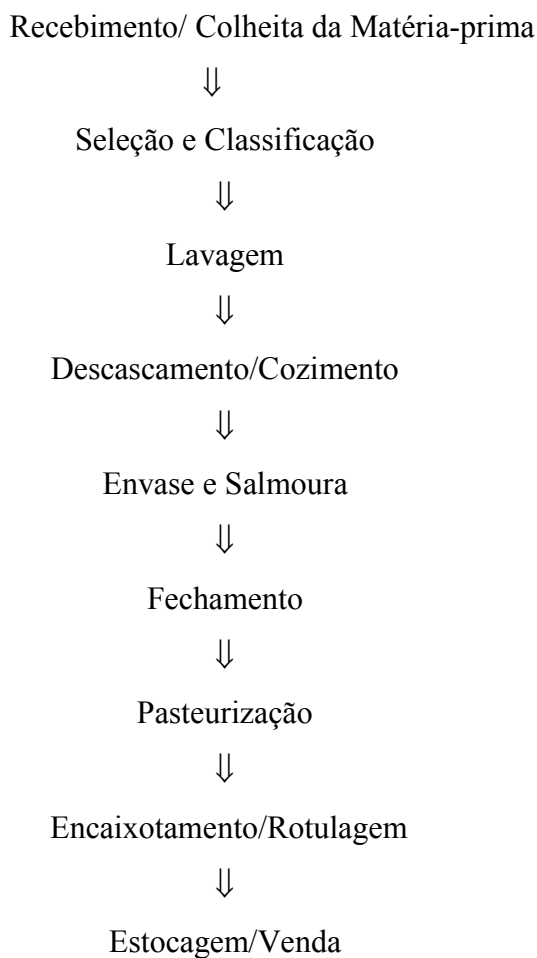 Recebimento/ Colheita da Matéria-prima
⇓
Seleção e Classificação
⇓
Lavagem
⇓
Descascamento/Cozimento
⇓
Envase e Salmoura
⇓
Fechamento
⇓
Pasteurização
⇓
Encaixotamento/Rotulagem
⇓
Estocagem/Venda